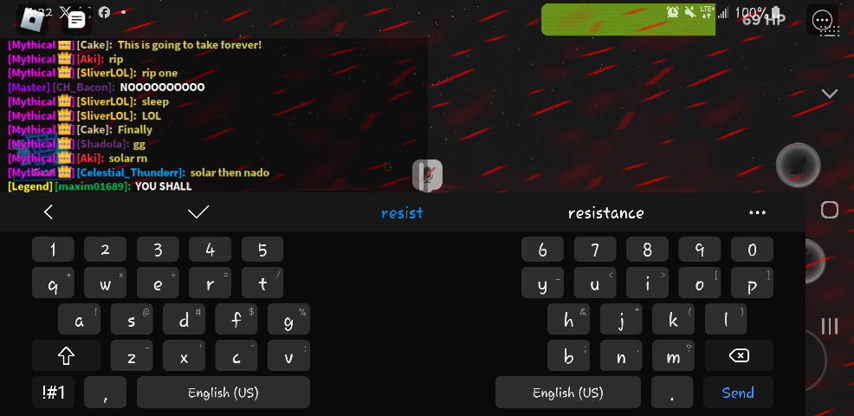 LTE+ 100%
69 HP
[Mythical👑] [Cake]: This is going to take forever!
[Mythical👑] [Aki]: rip
[Mythical👑] [SliverLOL]: rip one
[Master] [CH_Bacon]: NOOOOOOOOOO
[Mythical👑] [SliverLOL]: sleep
[Mythical👑] [SliverLOL]: LOL
[Mythical👑] [Cake]: Finally
[Mythical👑] [Shadola]: gg
[Mythical👑] [Aki]: solar rn
[Mythical👑] [Celestial_Thunderr]: solar then nado
[Legend] [maxim01689]: YOU SHALL
resist resistance
1 2 3 4 5 6 7 8 9 0
q w e r t y u i o p
a s d f g h j k l
z x c v b n m
!#1 , English (US) English (US) . Send